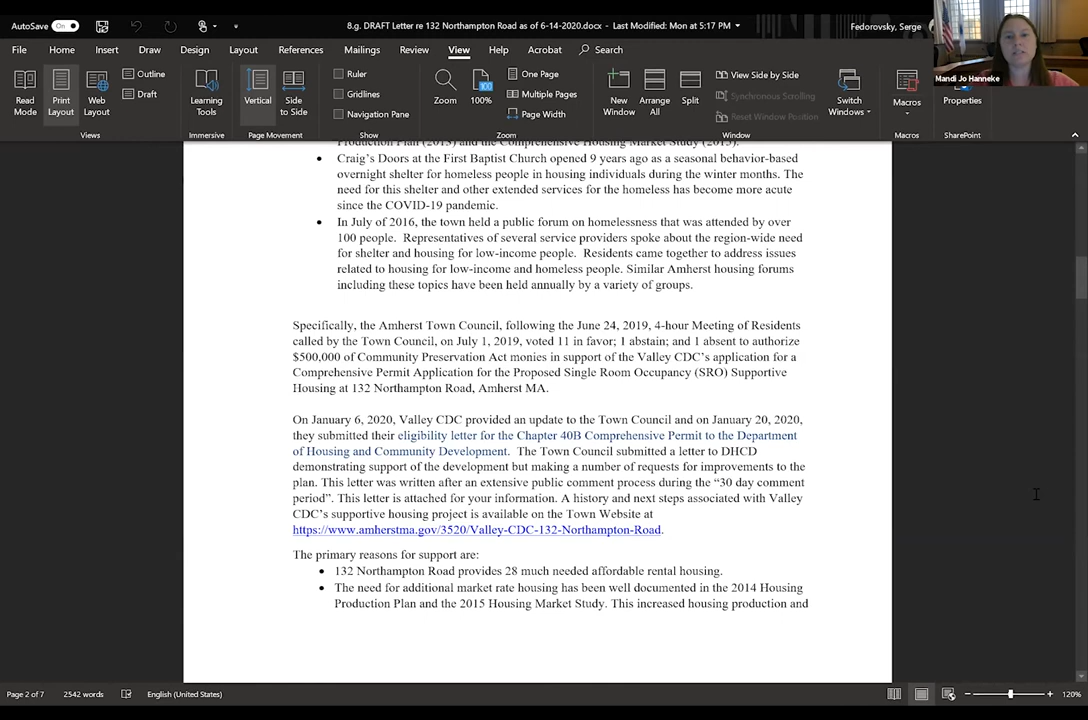 AutoSave On
8.g. DRAFT Letter re 132 Northampton Road as of 6-14-2020.docx - Last Modified: Mon at 5:17 PM
Fedorovsky, Serge
File Home Insert Draw Design Layout References Mailings Review View Help Acrobat Search
Mandi Jo Hanneke
Read Mode
Print Layout
Web Layout
Outline
Draft
Views
Learning Tools
Immersive
Vertical
Side to Side
Page Movement
Ruler
Gridlines
Navigation Pane
Show
Zoom
100%
One Page
Multiple Pages
Page Width
Zoom
New Window
Arrange All
Split
View Side by Side
Synchronous Scrolling
Reset Window Position
Window
Switch Windows
Macros
Macros
Properties
SharePoint
Production Plan (2013) and the Comprehensive Housing Market Study (2015).
• Craig's Doors at the First Baptist Church opened 9 years ago as a seasonal behavior-based
overnight shelter for homeless people in housing individuals during the winter months. The
need for this shelter and other extended services for the homeless has become more acute
since the COVID-19 pandemic.
• In July of 2016, the town held a public forum on homelessness that was attended by over
100 people. Representatives of several service providers spoke about the region-wide need
for shelter and housing for low-income people. Residents came together to address issues
related to housing for low-income and homeless people. Similar Amherst housing forums
including these topics have been held annually by a variety of groups.
Specifically, the Amherst Town Council, following the June 24, 2019, 4-hour Meeting of Residents
called by the Town Council, on July 1, 2019, voted 11 in favor; 1 abstain; and 1 absent to authorize
$500,000 of Community Preservation Act monies in support of the Valley CDC's application for a
Comprehensive Permit Application for the Proposed Single Room Occupancy (SRO) Supportive
Housing at 132 Northampton Road, Amherst MA.
On January 6, 2020, Valley CDC provided an update to the Town Council and on January 20, 2020,
they submitted their eligibility letter for the Chapter 40B Comprehensive Permit to the Department
of Housing and Community Development. The Town Council submitted a letter to DHCD
demonstrating support of the development but making a number of requests for improvements to the
plan. This letter was written after an extensive public comment process during the “30 day comment
period”. This letter is attached for your information. A history and next steps associated with Valley
CDC's supportive housing project is available on the Town Website at
https://www.amherstma.gov/3520/Valley-CDC-132-Northampton-Road.
The primary reasons for support are:
• 132 Northampton Road provides 28 much needed affordable rental housing.
• The need for additional market rate housing has been well documented in the 2014 Housing
Production Plan and the 2015 Housing Market Study. This increased housing production and
Page 2 of 7
2542 words
English (United States)
120%